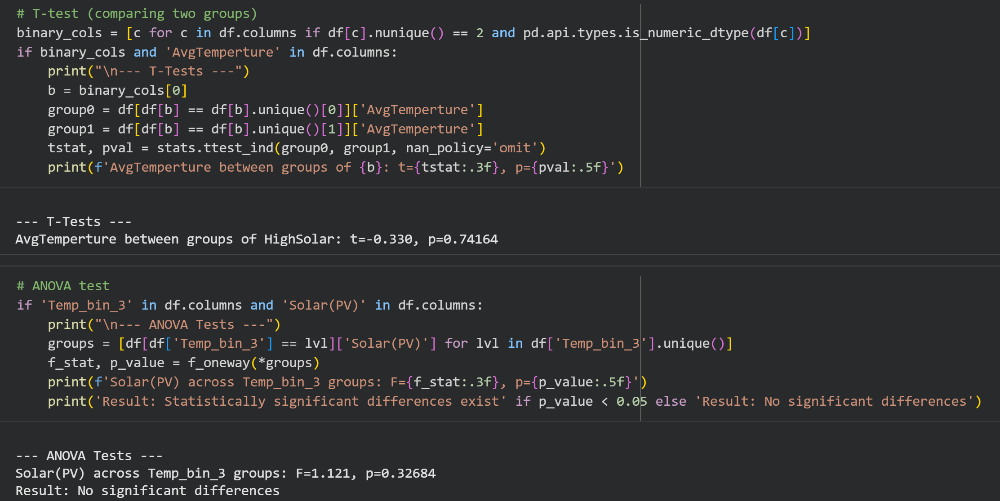 # T-test (comparing two groups)
binary_cols = [c for c in df.columns if df[c].nunique() == 2 and pd.api.types.is_numeric_dtype(df[c])]
if binary_cols and 'AvgTemperture' in df.columns:
    print("\n--- T-Tests ---")
    b = binary_cols[0]
    group0 = df[df[b] == df[b].unique()[0]]['AvgTemperture']
    group1 = df[df[b] == df[b].unique()[1]]['AvgTemperture']
    tstat, pval = stats.ttest_ind(group0, group1, nan_policy='omit')
    print(f'AvgTemperture between groups of {b}: t={tstat:.3f}, p={pval:.5f}')
--- T-Tests ---
AvgTemperture between groups of HighSolar: t=-0.330, p=0.74164
# ANOVA test
if 'Temp_bin_3' in df.columns and 'Solar(PV)' in df.columns:
    print("\n--- ANOVA Tests ---")
    groups = [df[df['Temp_bin_3'] == lvl]['Solar(PV)'] for lvl in df['Temp_bin_3'].unique()]
    f_stat, p_value = f_oneway(*groups)
    print(f'Solar(PV) across Temp_bin_3 groups: F={f_stat:.3f}, p={p_value:.5f}')
    print('Result: Statistically significant differences exist' if p_value < 0.05 else 'Result: No significant differences')
--- ANOVA Tests ---
Solar(PV) across Temp_bin_3 groups: F=1.121, p=0.32684
Result: No significant differences